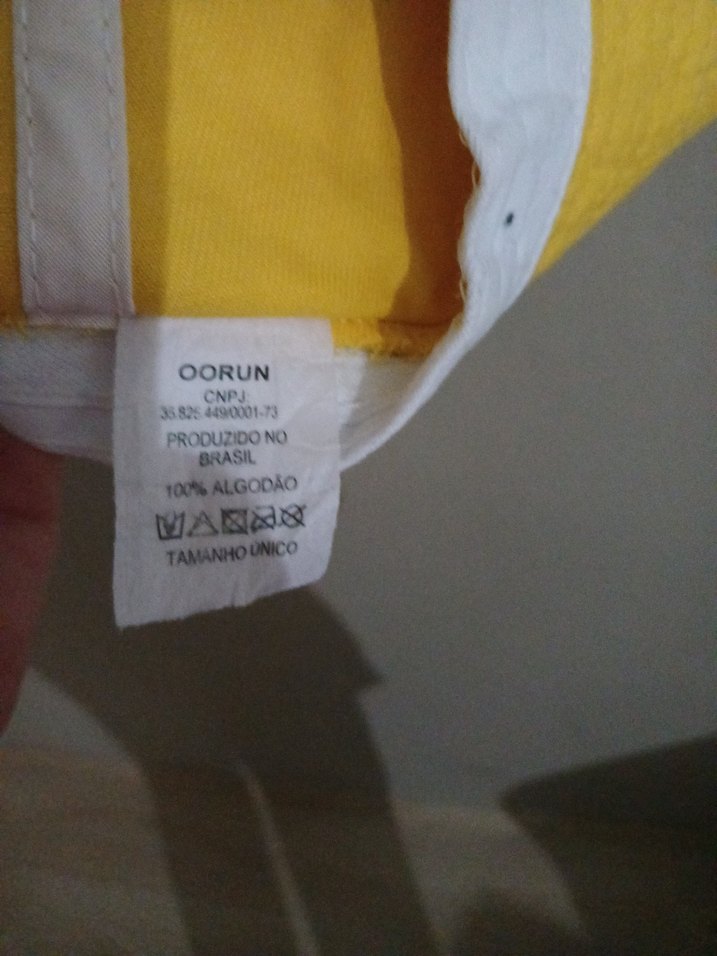 OORUN
CNPJ:
35.825.449/0001-73
PRODUZIDO NO
BRASIL
100% ALGODÃO
TAMANHO ÚNICO